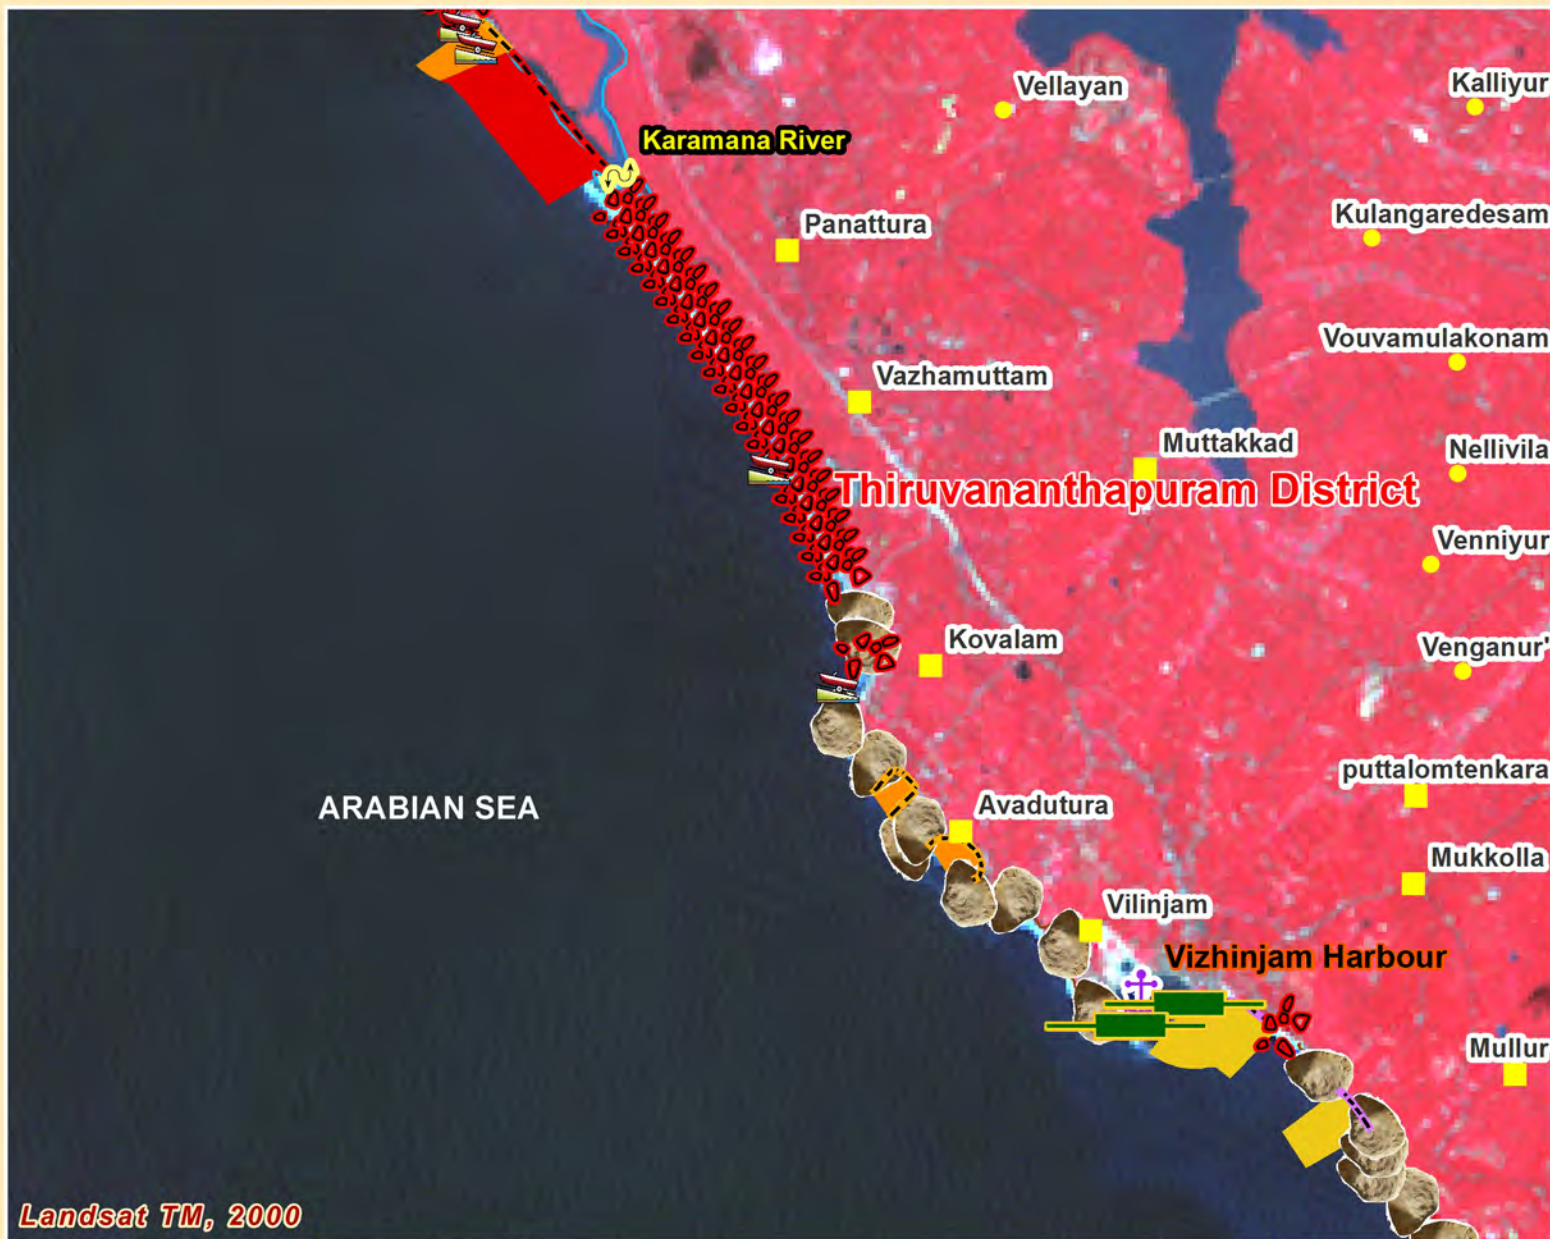 Vellayan
Kalliyur
Karamana River
Kulangaredesam
Panattura
Vouvamulakonam
Vazhamuttam
Muttakkad
Nellivila
Thiruvananthapuram District
Venniyur
Kovalam
Venganur'
puttalomtenkara
Avadutura
ARABIAN SEA
Mukkolla
Vilinjam
Vizhinjam Harbour
Mullur
Landsat TM, 2000